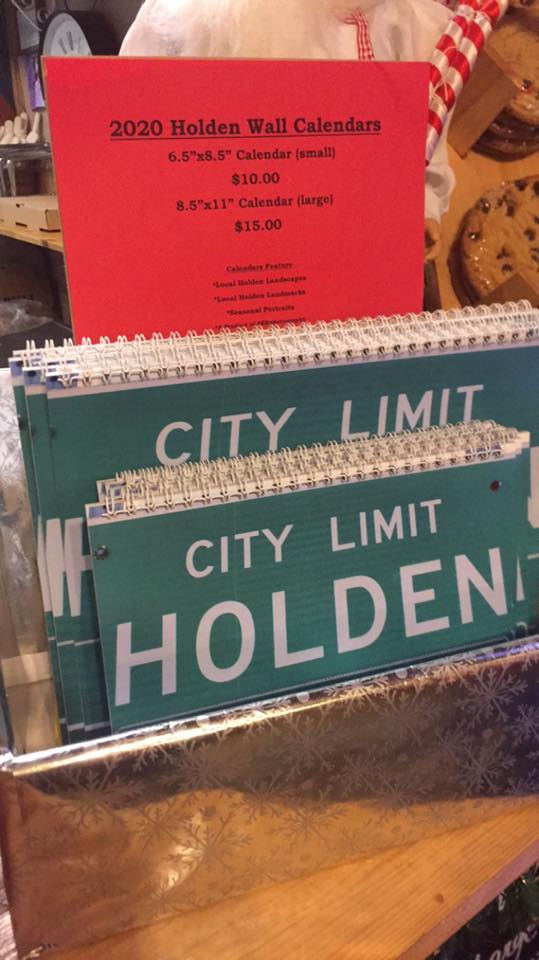 2020 Holden Wall Calendars
6.5"x8.5" Calendar (small)
$10.00
8.5"x11" Calendar (large)
$15.00
Calendars Feature
*Local Holden Landscapes
*Local Holden Landmarks
*Seasonal Portraits
CITY LIMIT
CITY LIMIT
HOLDEN